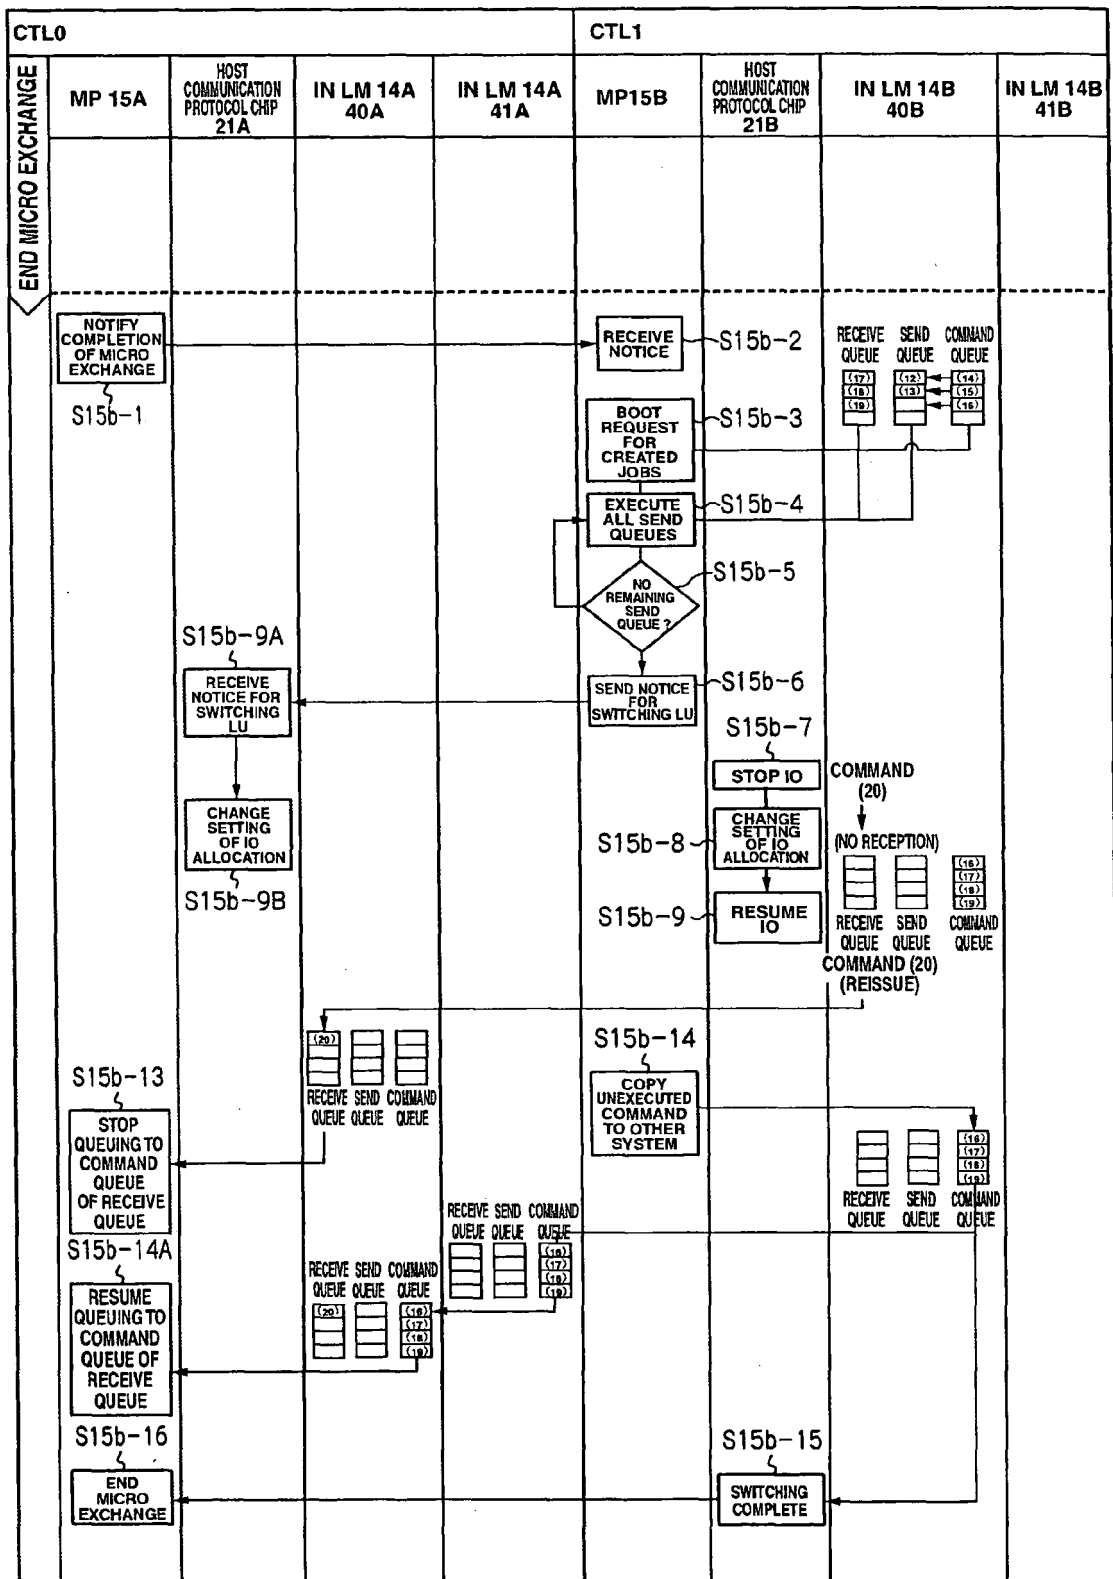 CTL0
CTL1
END MICRO EXCHANGE
MP 15A
HOST
COMMUNICATION
PROTOCOL CHIP
21A
IN LM 14A
40A
IN LM 14A
41A
MP15B
HOST
COMMUNICATION
PROTOCOL CHIP
21B
IN LM 14B
40B
IN LM 14B
41B
NOTIFY
COMPLETION
OF MICRO
EXCHANGE
S15b-1
RECEIVE
NOTICE
S15b-2
RECEIVE
QUEUE
SEND
QUEUE
COMMAND
QUEUE
(17)
(18)
(19)
(12)
(13)
(14)
(15)
(16)
BOOT
REQUEST
FOR
CREATED
JOBS
S15b-3
EXECUTE
ALL SEND
QUEUES
S15b-4
NO
REMAINING
SEND
QUEUE ?
S15b-5
S15b-9A
RECEIVE
NOTICE FOR
SWITCHING
LU
SEND NOTICE
FOR
SWITCHING LU
S15b-6
S15b-7
STOP IO
COMMAND
(20)
(NO RECEPTION)
CHANGE
SETTING
OF IO
ALLOCATION
S15b-9B
CHANGE
SETTING
OF IO
ALLOCATION
S15b-8
(16)
(17)
(18)
(19)
RESUME
IO
S15b-9
RECEIVE
QUEUE
SEND
QUEUE
COMMAND
QUEUE
COMMAND (20)
(REISSUE)
(20)
RECEIVE
QUEUE
SEND
QUEUE
COMMAND
QUEUE
S15b-14
COPY
UNEXECUTED
COMMAND
TO OTHER
SYSTEM
S15b-13
STOP
QUEUING TO
COMMAND
QUEUE
OF RECEIVE
QUEUE
(16)
(17)
(18)
(19)
RECEIVE
QUEUE
SEND
QUEUE
COMMAND
QUEUE
RECEIVE
QUEUE
SEND
QUEUE
COMMAND
QUEUE
(16)
(17)
(18)
(19)
S15b-14A
RESUME
QUEUING TO
COMMAND
QUEUE OF
RECEIVE
QUEUE
RECEIVE
QUEUE
SEND
QUEUE
COMMAND
QUEUE
(20)
(16)
(17)
(18)
(19)
S15b-16
END
MICRO
EXCHANGE
S15b-15
SWITCHING
COMPLETE